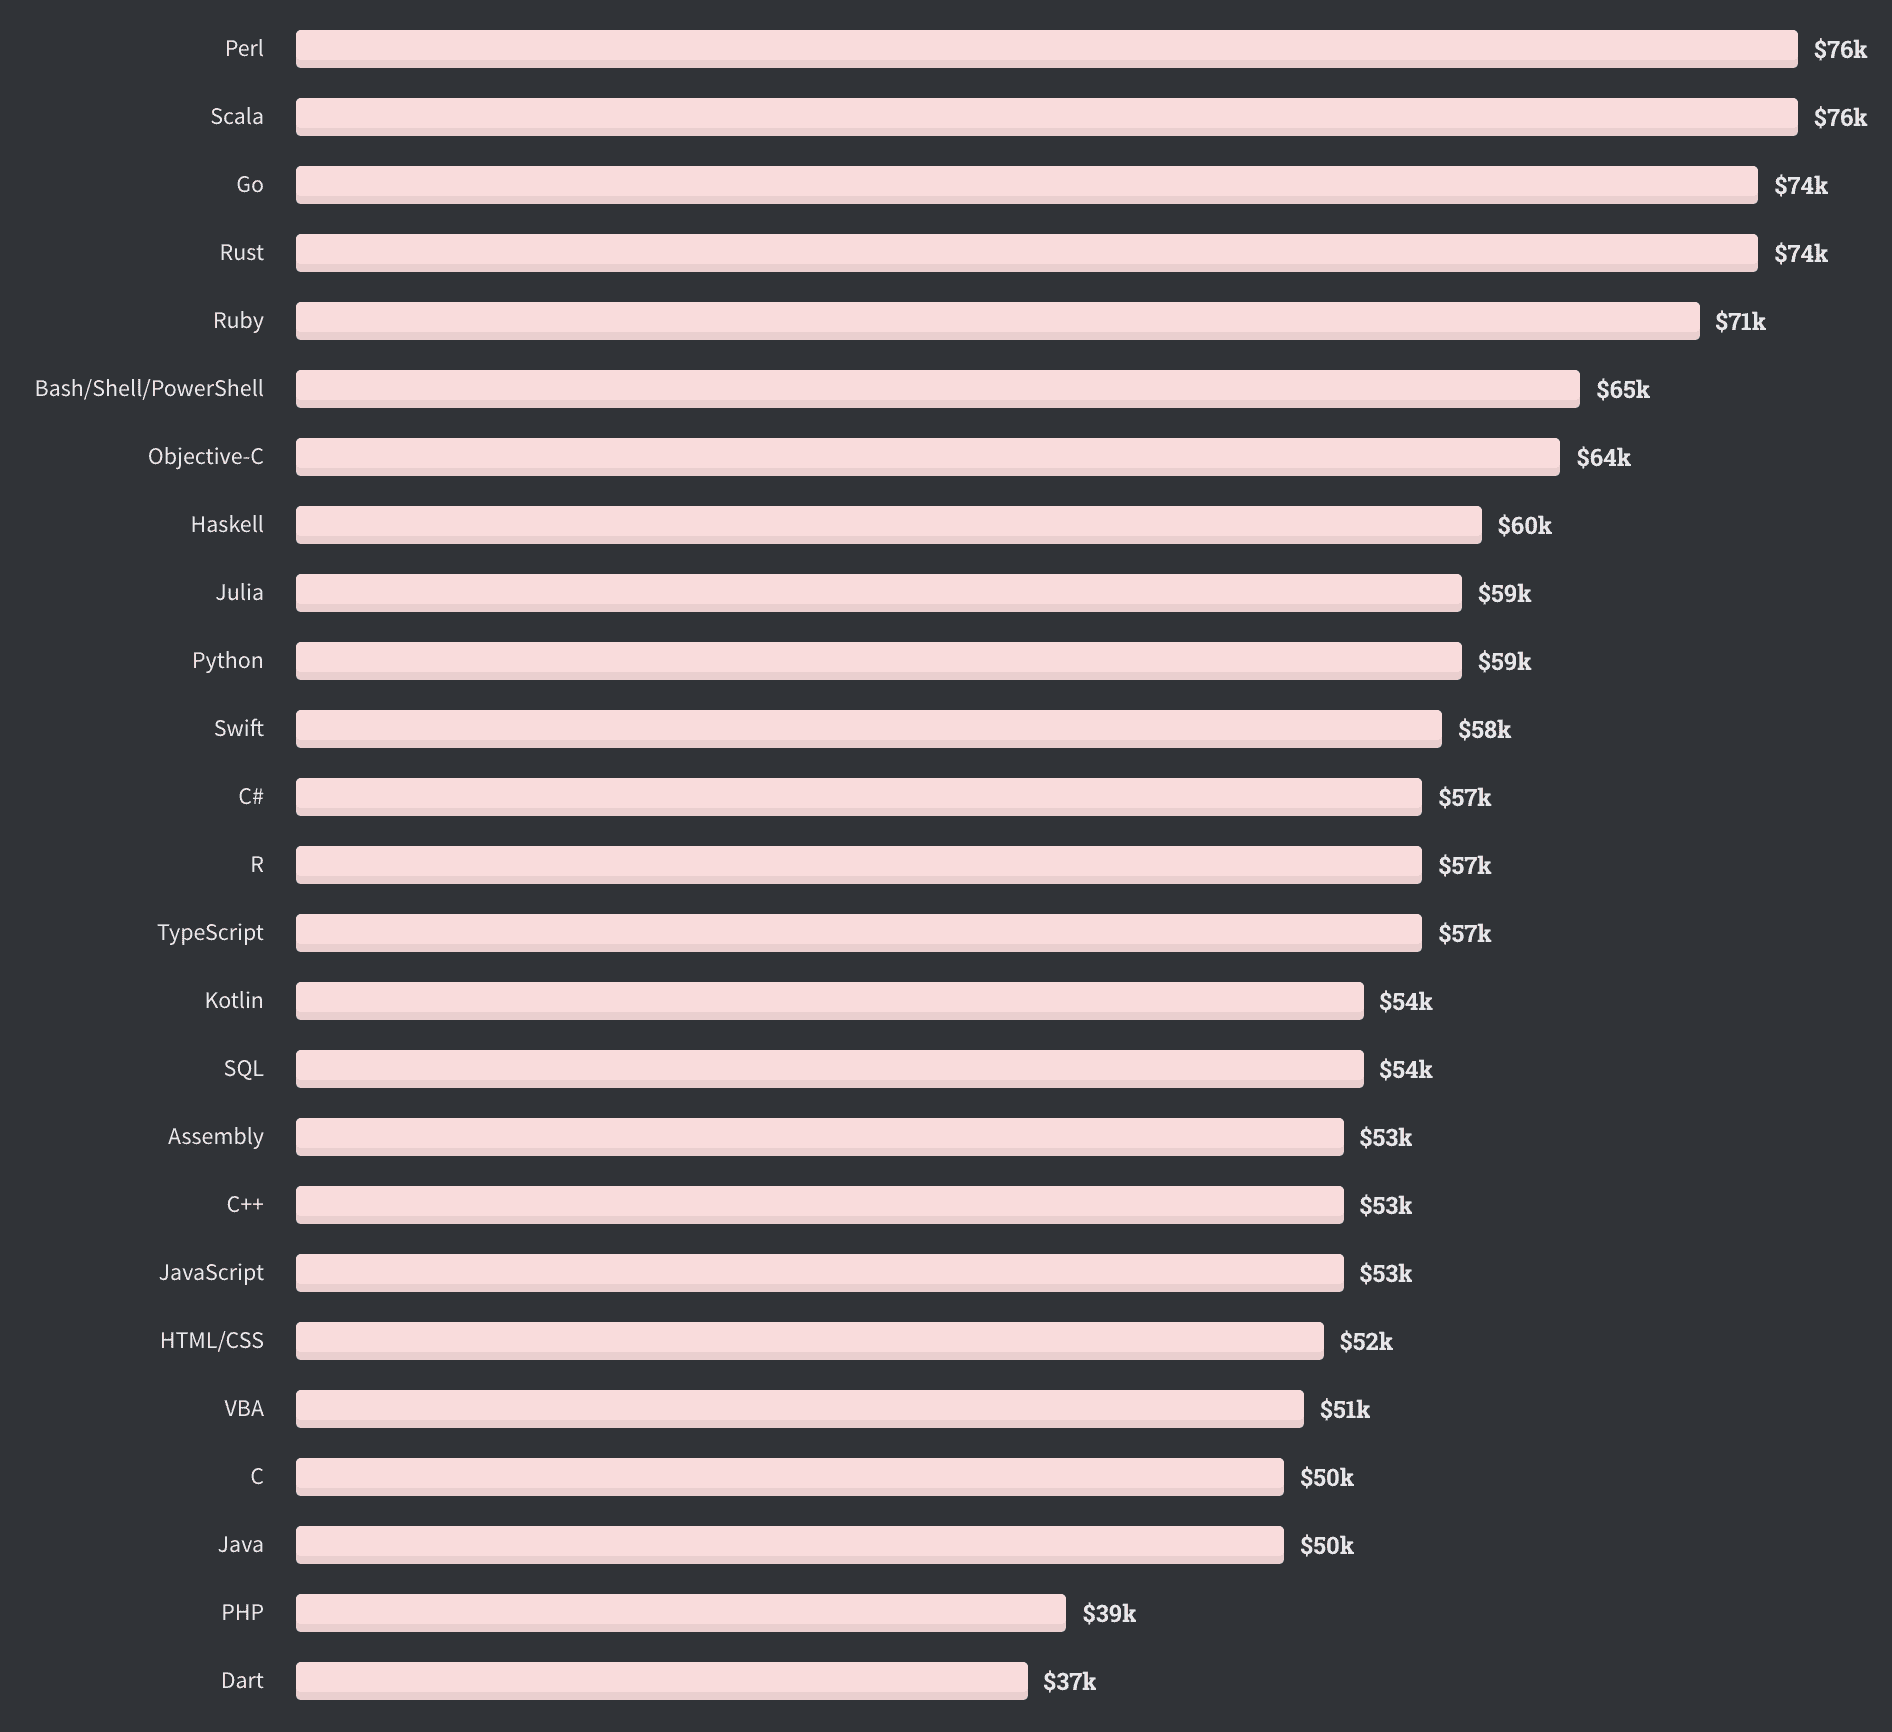 Perl $76k
Scala $76k
Go $74k
Rust $74k
Ruby $71k
Bash/Shell/PowerShell $65k
Objective-C $64k
Haskell $60k
Julia $59k
Python $59k
Swift $58k
C# $57k
R $57k
TypeScript $57k
Kotlin $54k
SQL $54k
Assembly $53k
C++ $53k
JavaScript $53k
HTML/CSS $52k
VBA $51k
C $50k
Java $50k
PHP $39k
Dart $37k